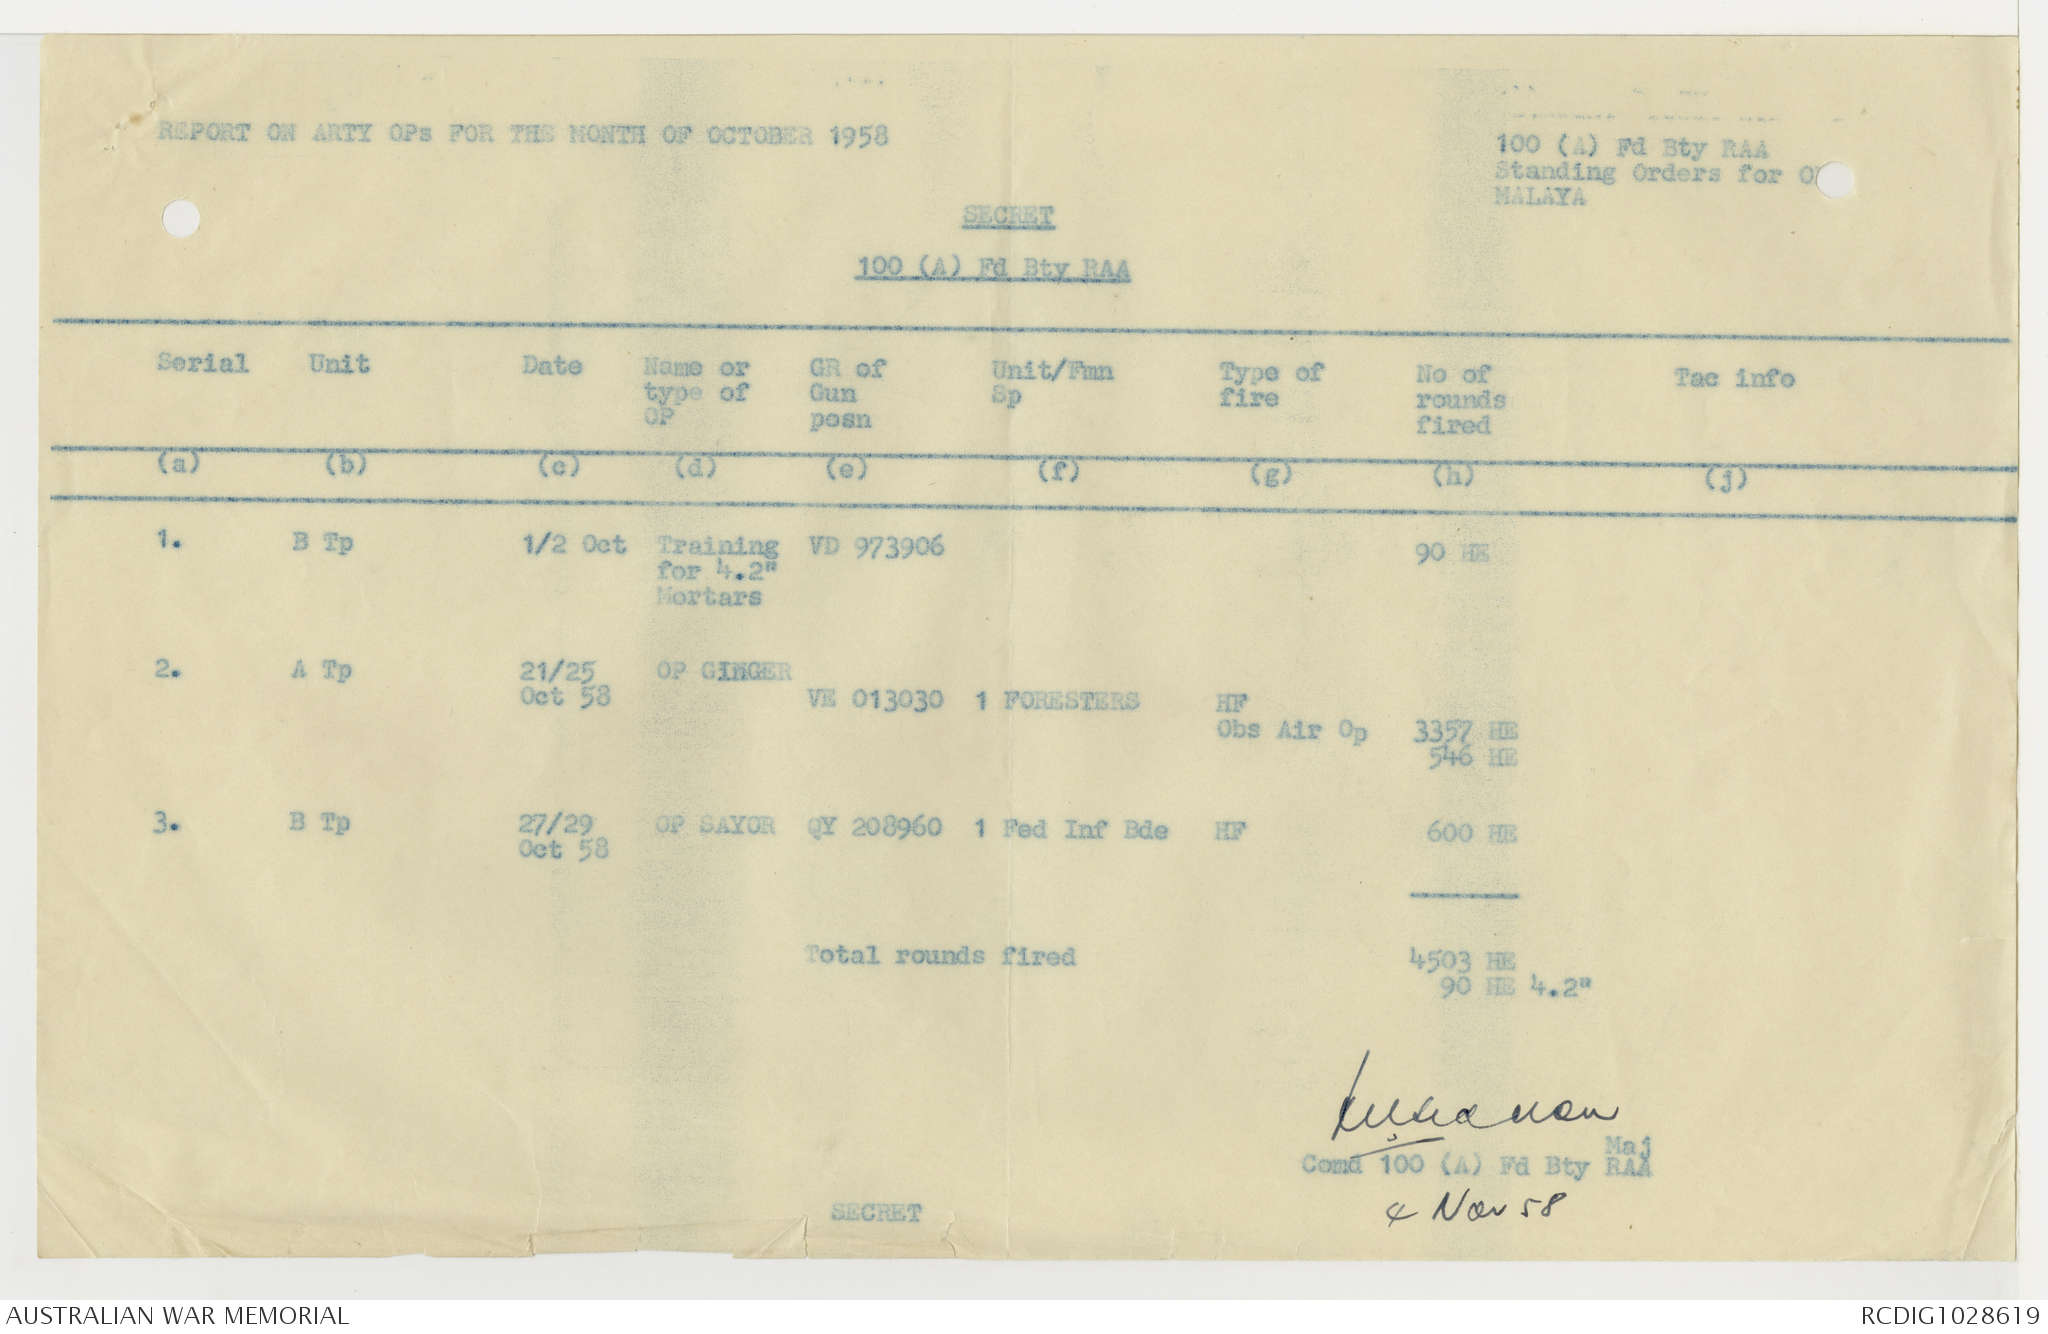 REPORT ON ARTY OPs FOR THE MONTH OF OCTOBER 1958
100 (A) Fd Bty RAA
Standing Orders for
MALAYA
SECRET
100 (A) Fd Bty RAA
Serial Unit Date Name or type of OP GR of Gun posn Unit/Fmn Sp Type of fire No of rounds fired Tac info
(a) (b) (c) (d) (e) (f) (g) (h) (j)
1. B Tp 1/2 Oct Training VD 973906 90 HE
for 4.2"
Mortars
2. A Tp 21/25 OP GINGER
Oct 58 VE 013030 1 FORESTERS HF
Obs Air Op 3357 HE
546 HE
3. B Tp 27/29 OP SAYOR QY 208960 1 Fed Inf Bde HF 600 HE
Oct 58
Total rounds fired 4503 HE
90 HE 4.2"
Maj
Comd 100 (A) Fd Bty RAA
4 Nov 58
SECRET
AUSTRALIAN WAR MEMORIAL
RCDIG1028619